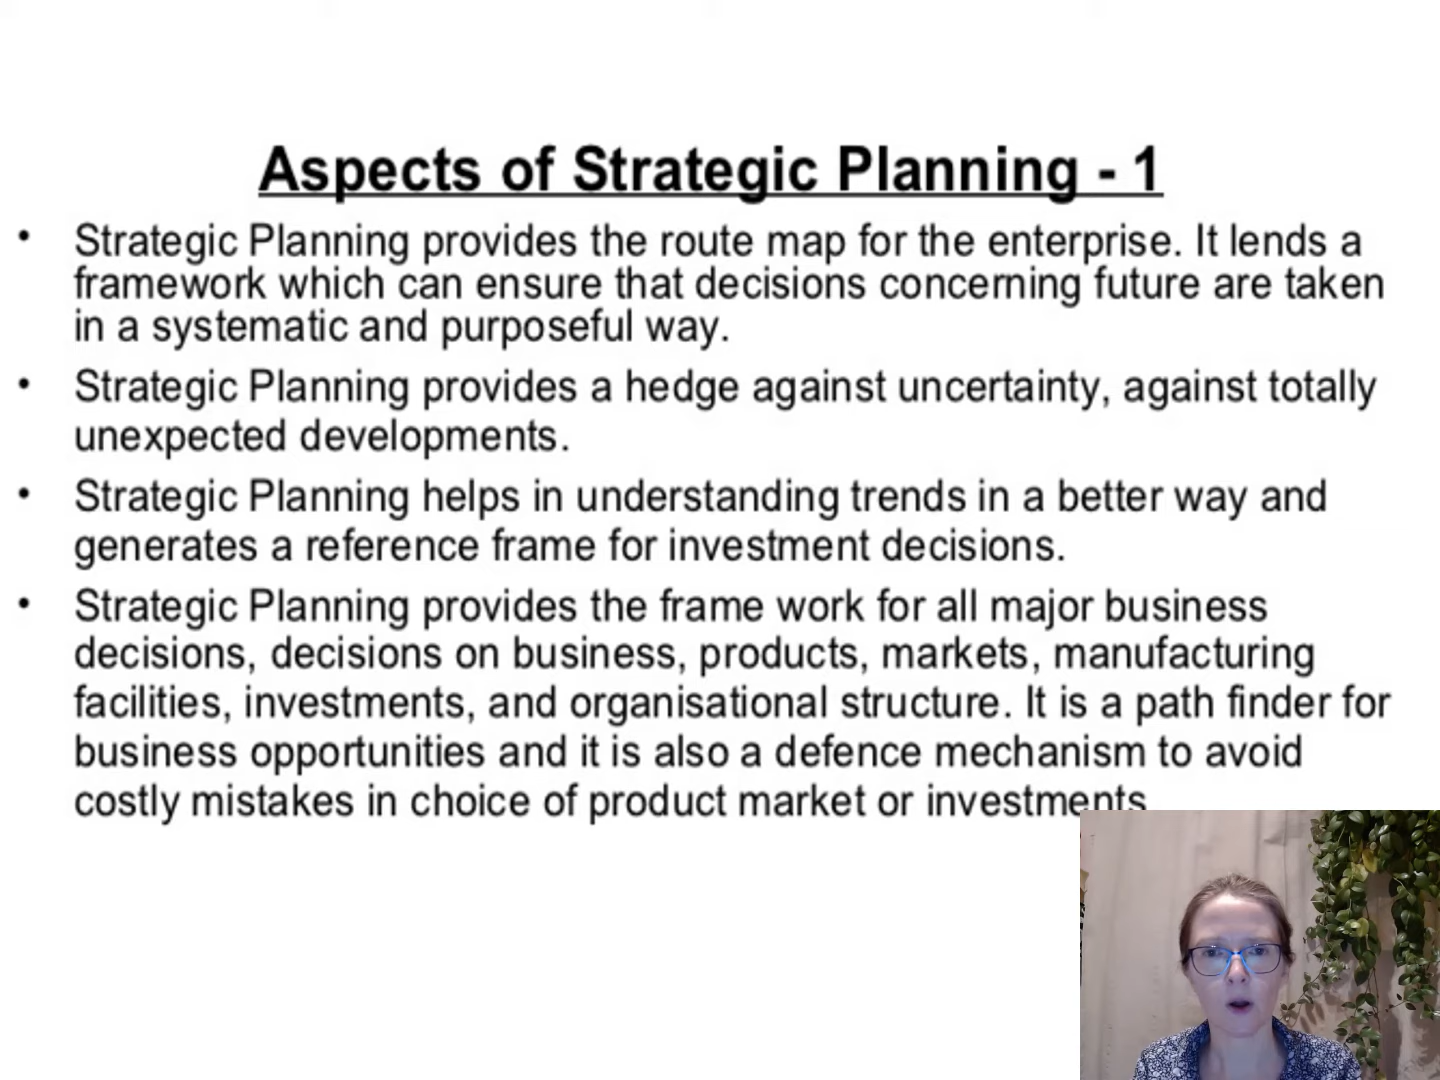 Aspects of Strategic Planning - 1
• Strategic Planning provides the route map for the enterprise. It lends a
framework which can ensure that decisions concerning future are taken
in a systematic and purposeful way.
• Strategic Planning provides a hedge against uncertainty, against totally
unexpected developments.
• Strategic Planning helps in understanding trends in a better way and
generates a reference frame for investment decisions.
• Strategic Planning provides the frame work for all major business
decisions, decisions on business, products, markets, manufacturing
facilities, investments, and organisational structure. It is a path finder for
business opportunities and it is also a defence mechanism to avoid
costly mistakes in choice of product market or investments